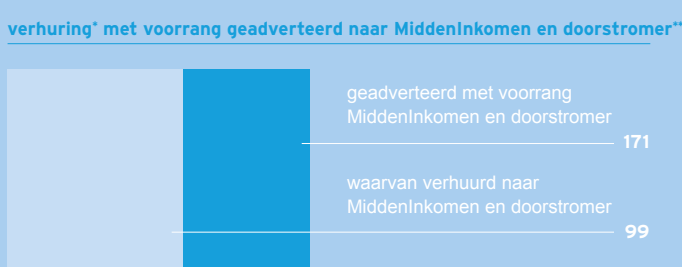 verhuring* met voorrang geadverteerd naar MiddenInkomen en doorstromer**
geadverteerd met voorrang
MiddenInkomen en doorstromer
171
waarvan verhuurd naar
MiddenInkomen en doorstromer
99